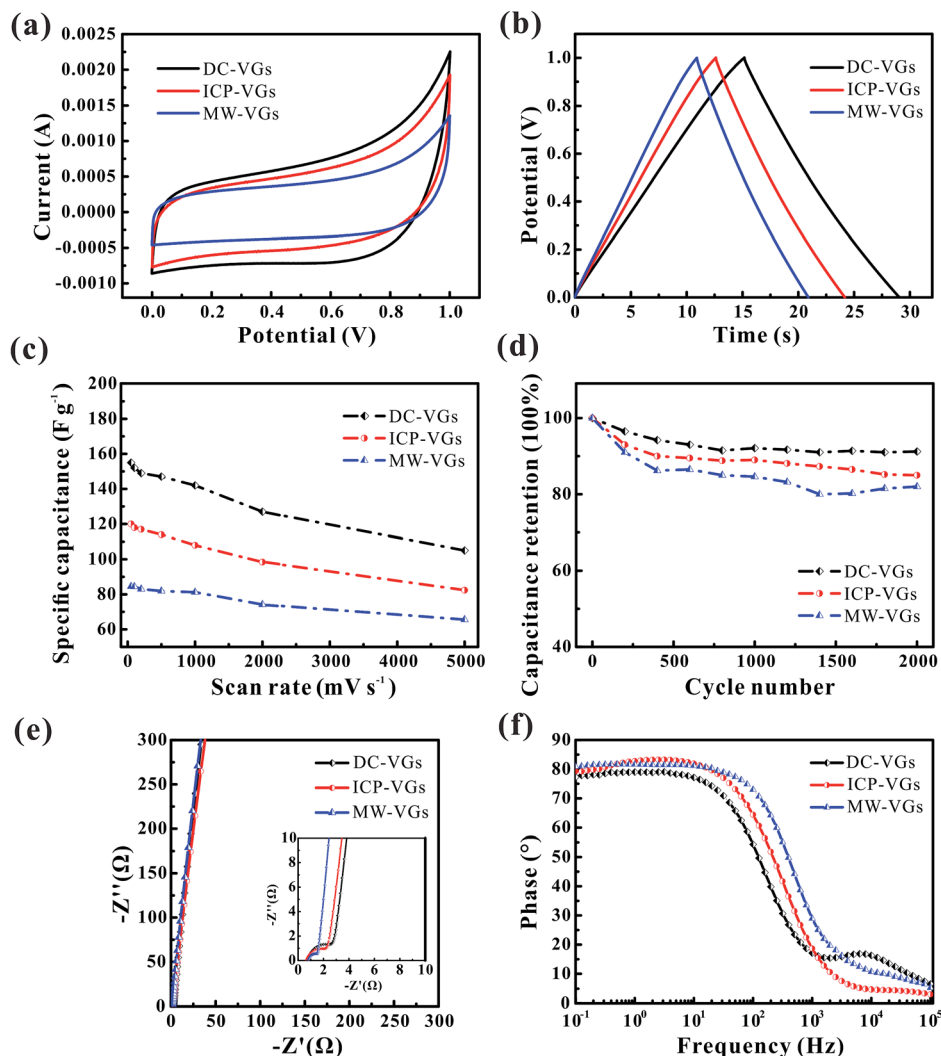 (a)
0.0025
0.0020
0.0015
0.0010
0.0005
0.0000
-0.0005
-0.0010
Current (A)
DC-VGs
ICP-VGs
MW-VGs
0.0 0.2 0.4 0.6 0.8 1.0
Potential (V)
(b)
1.0
0.8
0.6
0.4
0.2
0.0
Potential (V)
DC-VGs
ICP-VGs
MW-VGs
0 5 10 15 20 25 30
Time (s)
(c)
200
180
160
140
120
100
80
60
Specific capacitance (F g⁻¹)
DC-VGs
ICP-VGs
MW-VGs
0 1000 2000 3000 4000 5000
Scan rate (mV s⁻¹)
(d)
100
80
60
40
Capacitance retention (100%)
DC-VGs
ICP-VGs
MW-VGs
0 500 1000 1500 2000
Cycle number
(e)
300
250
200
150
100
50
0
-Z''(Ω)
DC-VGs
ICP-VGs
MW-VGs
10
8
6
4
2
0
-Z''(Ω)
0 2 4 6 8 10
-Z'(Ω)
0 50 100 150 200 250 300
-Z'(Ω)
(f)
90
80
70
60
50
40
30
20
10
0
Phase (°)
DC-VGs
ICP-VGs
MW-VGs
10⁻¹ 10⁰ 10¹ 10² 10³ 10⁴ 10⁵
Frequency (Hz)